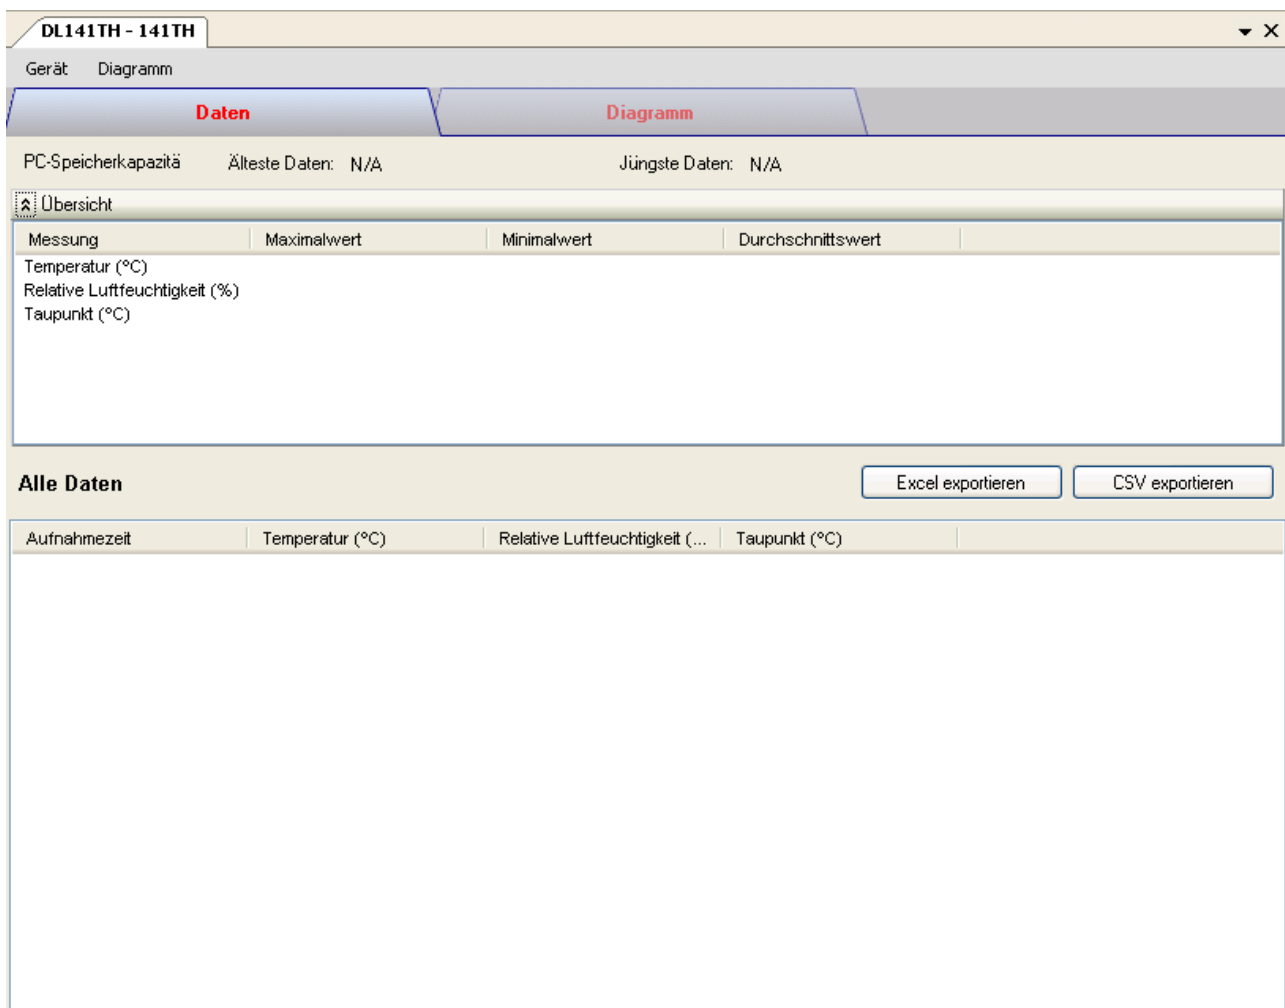 DL141TH - 141TH
Gerät Diagramm
Daten Diagramm
PC-Speicherkapazitä Älteste Daten: N/A Jüngste Daten: N/A
Übersicht
Messung Maximalwert Minimalwert Durchschnittswert
Temperatur (°C)
Relative Luftfeuchtigkeit (%)
Taupunkt (°C)
Alle Daten Excel exportieren CSV exportieren
Aufnahmezeit Temperatur (°C) Relative Luftfeuchtigkeit (... Taupunkt (°C)